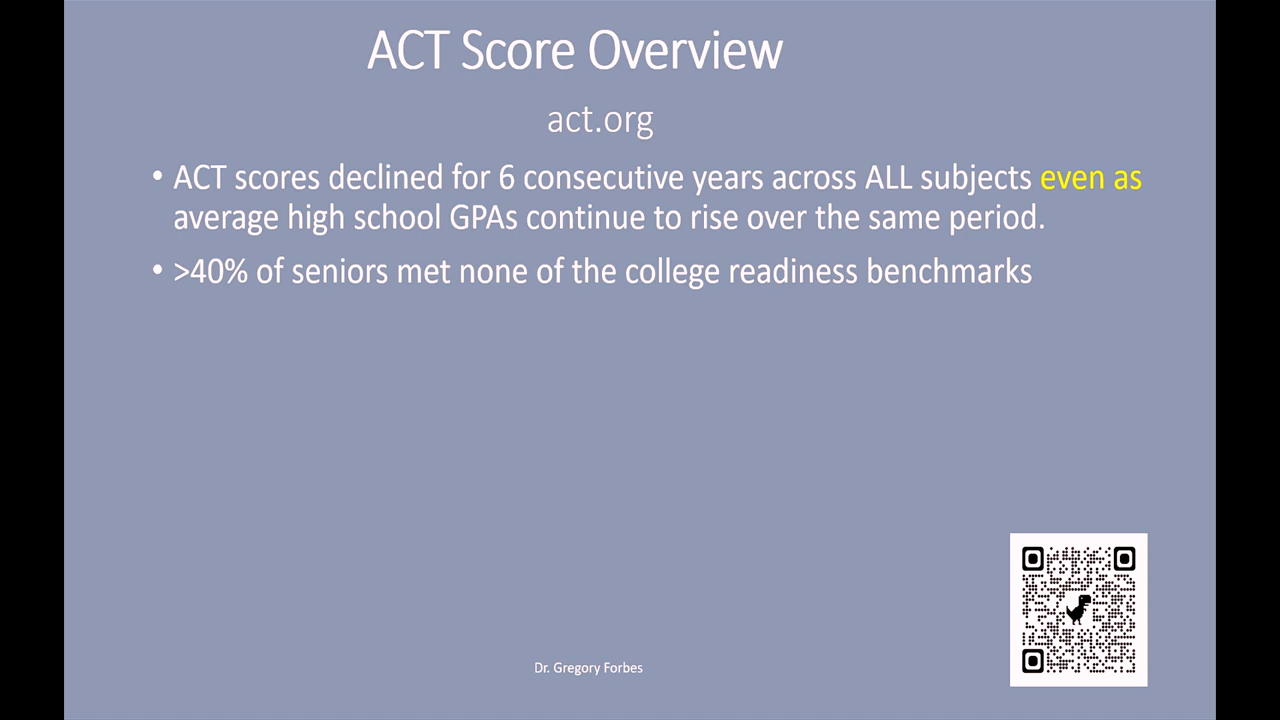 ACT Score Overview
act.org
• ACT scores declined for 6 consecutive years across ALL subjects even as
average high school GPAs continue to rise over the same period.
• >40% of seniors met none of the college readiness benchmarks
Dr. Gregory Forbes